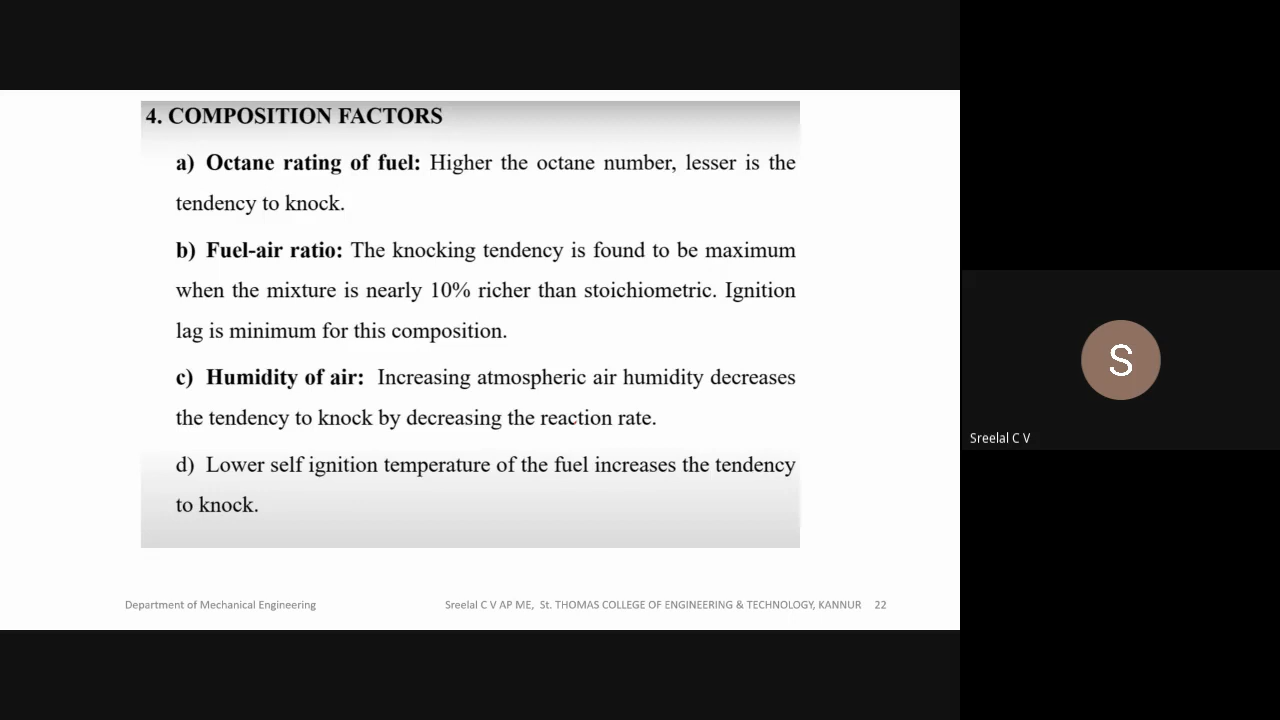 4. COMPOSITION FACTORS
a) Octane rating of fuel: Higher the octane number, lesser is the
tendency to knock.
b) Fuel-air ratio: The knocking tendency is found to be maximum
when the mixture is nearly 10% richer than stoichiometric. Ignition
lag is minimum for this composition.
c) Humidity of air: Increasing atmospheric air humidity decreases
the tendency to knock by decreasing the reaction rate.
d) Lower self ignition temperature of the fuel increases the tendency
to knock.
Department of Mechanical Engineering
Sreelal C V AP ME, St. THOMAS COLLEGE OF ENGINEERING & TECHNOLOGY, KANNUR 22
S
Sreelal C V